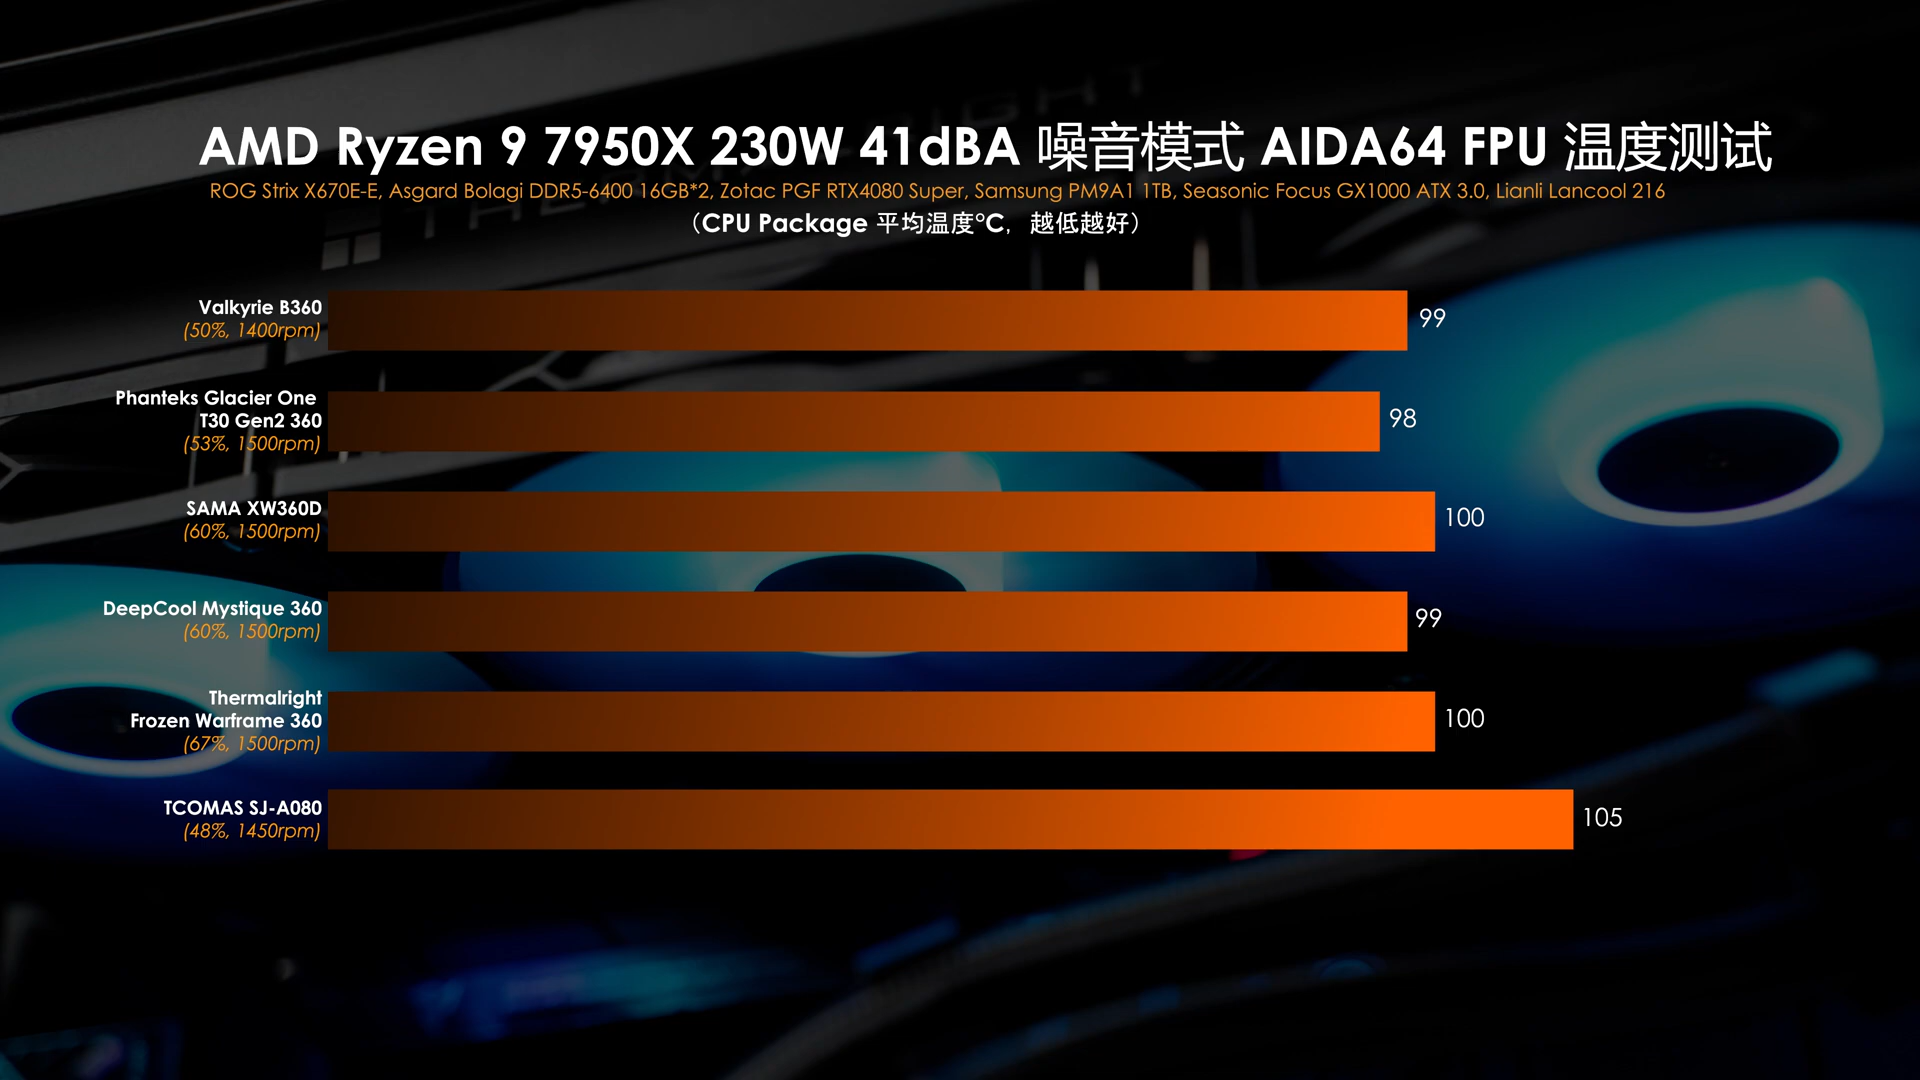 AMD Ryzen 9 7950X 230W 41dBA 噪音模式 AIDA64 FPU 温度测试
ROG Strix X670E-E, Asgard Bolagi DDR5-6400 16GB*2, Zotac PGF RTX4080 Super, Samsung PM9A1 1TB, Seasonic Focus GX1000 ATX 3.0, Lianli Lancool 216
（CPU Package 平均温度°C，越低越好）
Valkyrie B360
(50%, 1400rpm)
99
Phanteks Glacier One
T30 Gen2 360
(53%, 1500rpm)
98
SAMA XW360D
(60%, 1500rpm)
100
DeepCool Mystique 360
(60%, 1500rpm)
99
Thermalright
Frozen Warframe 360
(67%, 1500rpm)
100
TCOMAS SJ-A080
(48%, 1450rpm)
105